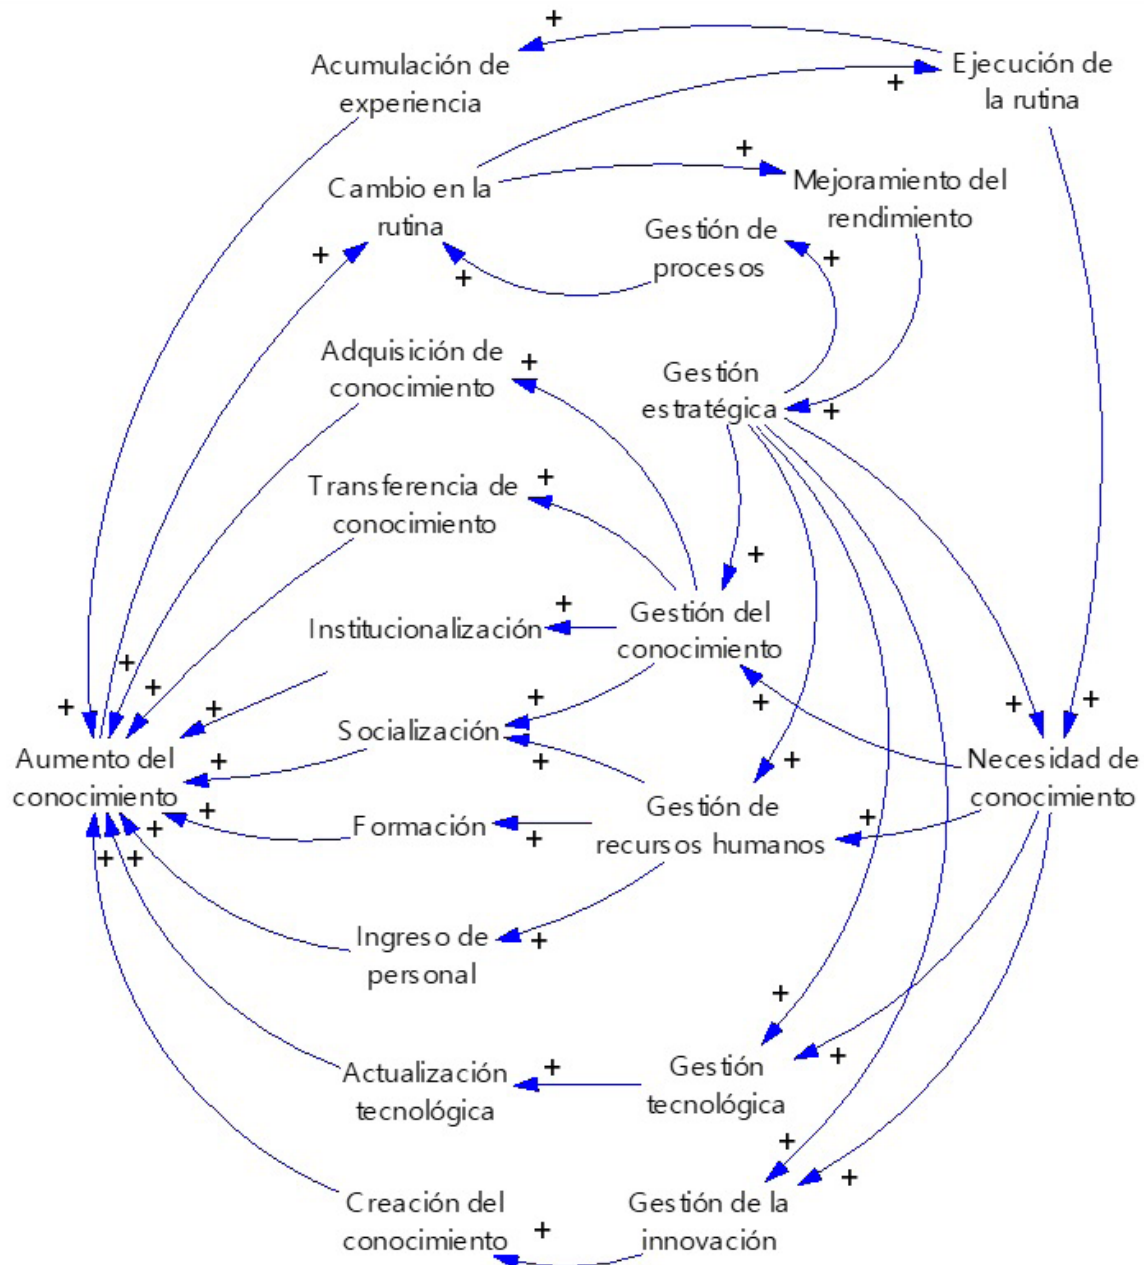 Acumulación de
experiencia
Ejecución de
la rutina
Cambio en la
rutina
Mejoramiento del
rendimiento
Gestión de
procesos
Adquisición de
conocimiento
Gestión
estratégica
Transferencia de
conocimiento
Institucionalización
Gestión del
conocimiento
Socialización
Aumento del
conocimiento
Necesidad de
conocimiento
Formación
Gestión de
recursos humanos
Ingreso de
personal
Actualización
tecnológica
Gestión
tecnológica
Creación del
conocimiento
Gestión de la
innovación